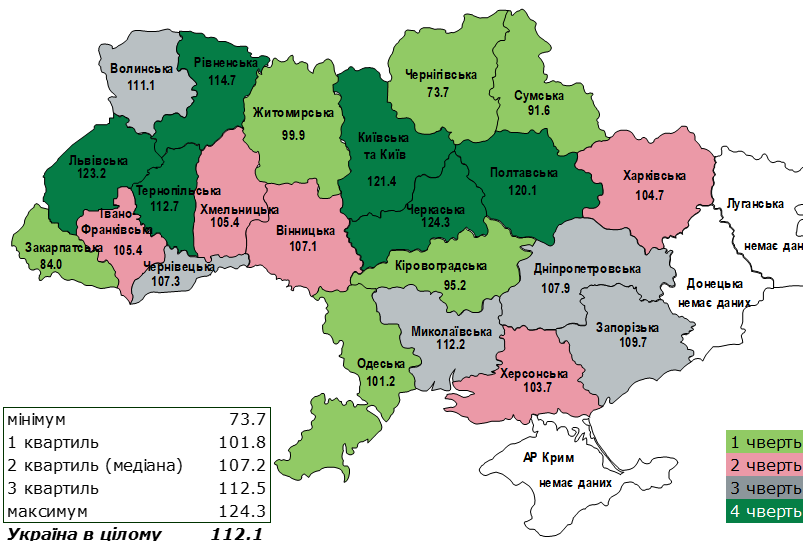 Волинська
111.1
Рівненська
114.7
Житомирська
99.9
Київська
та Київ
121.4
Чернігівська
73.7
Сумська
91.6
Львівська
123.2
Тернопільська
112.7
Хмельницька
105.4
Івано-
Франківська
105.4
Закарпатська
84.0
Чернівецька
107.3
Вінницька
107.1
Черкаська
124.3
Полтавська
120.1
Харківська
104.7
Луганська
немає дан
Донецька
немає даних
Кіровоградська
95.2
Дніпропетровська
107.9
Запорізька
109.7
Миколаївська
112.2
Одеська
101.2
Херсонська
103.7
АР Крим
немає даних
мінімум 73.7
1 квартиль 101.8
2 квартиль (медіана) 107.2
3 квартиль 112.5
максимум 124.3
Україна в цілому 112.1
1 чверть
2 чверть
3 чверть
4 чверть